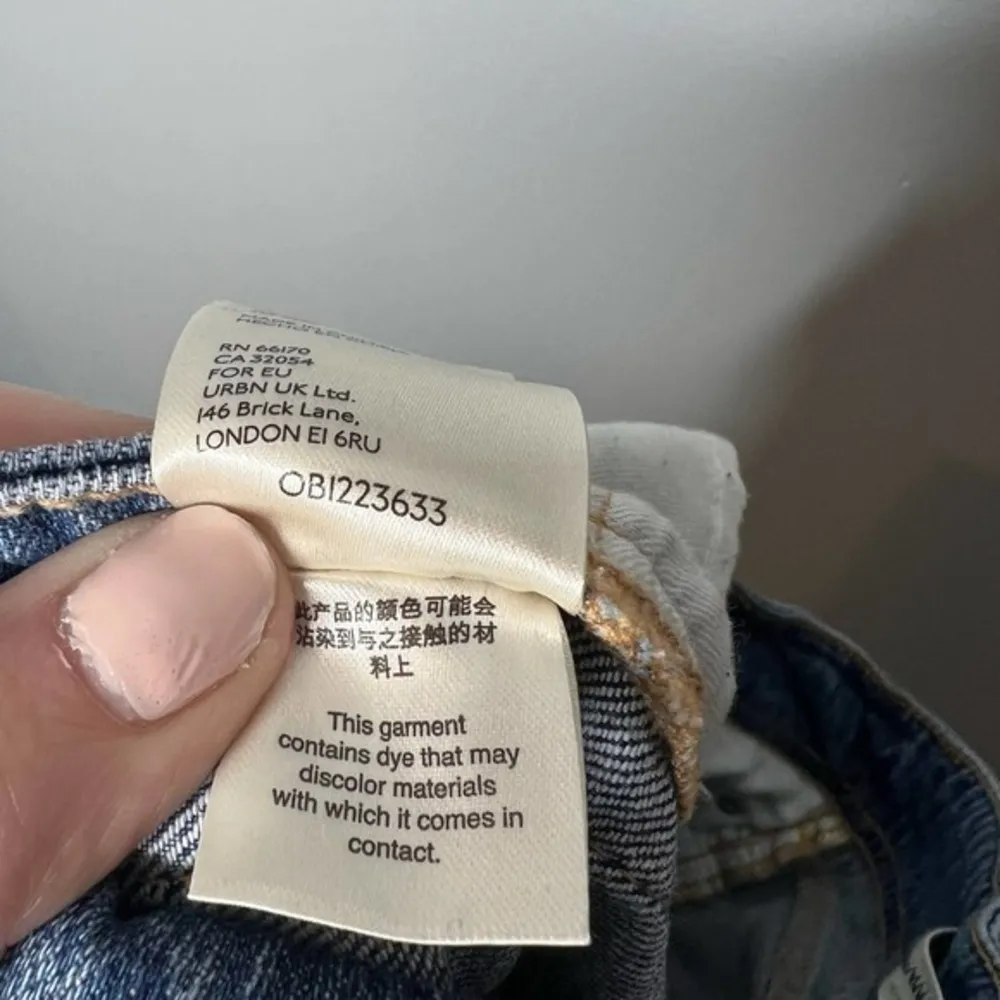 RN 66170
CA 32054
FOR EU
URBN UK Ltd.
146 Brick Lane,
LONDON E1 6RU
OB1223633
此产品的颜色可能会
沾染到与之接触的材
料上
This garment
contains dye that may
discolor materials
with which it comes in
contact.